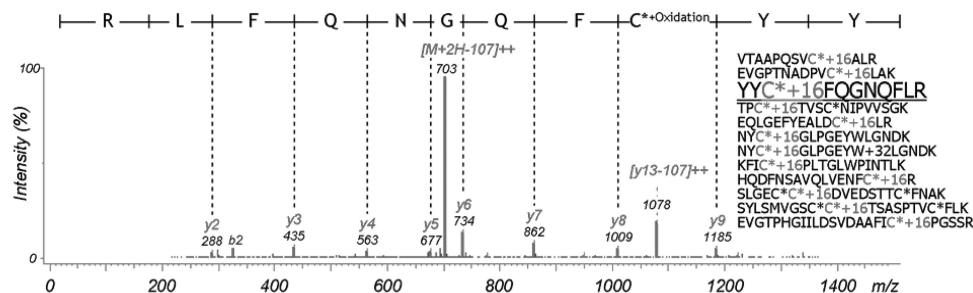 R L F Q N G Q F C*+Oxidation Y Y
[M+2H-107]++
703
100
Intensity (%)
0
y2
288
b2
y3
435
y4
563
y5
677
y6
734
y7
862
y8
1009
[y13-107]++
1078
y9
1185
0 200 400 600 800 1000 1200 1400 m/z
VTAAPQSVC*+16ALR
EVGPTNADPVC*+16LAK
YYC*+16FQGNQFLR
TPC*+16TVSC*NIPVVSGK
EQLGEFYEALDC*+16LR
NYC*+16GLPGEYWLGNDK
NYC*+16GLPGEYW+32LGNDK
KFIC*+16PLTGLWPINTLK
HQDFNSAVQLVENFC*+16R
SLGEC*C*+16DVEDSTTC*FNAK
SYLSMVGSC*C*+16TSASPTVC*FLK
EVGTPHGIILDSVDAAFIC*+16PGSSR